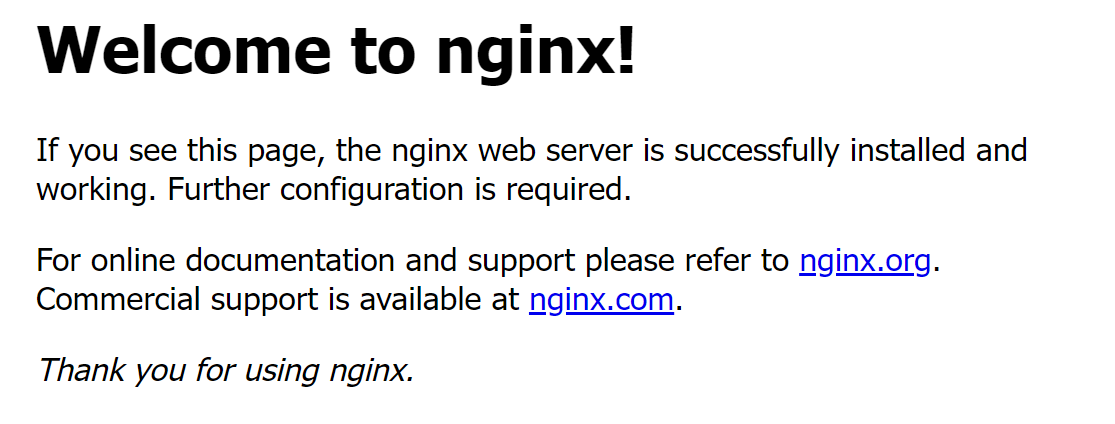 Welcome to nginx!
If you see this page, the nginx web server is successfully installed and
working. Further configuration is required.
For online documentation and support please refer to nginx.org.
Commercial support is available at nginx.com.
Thank you for using nginx.